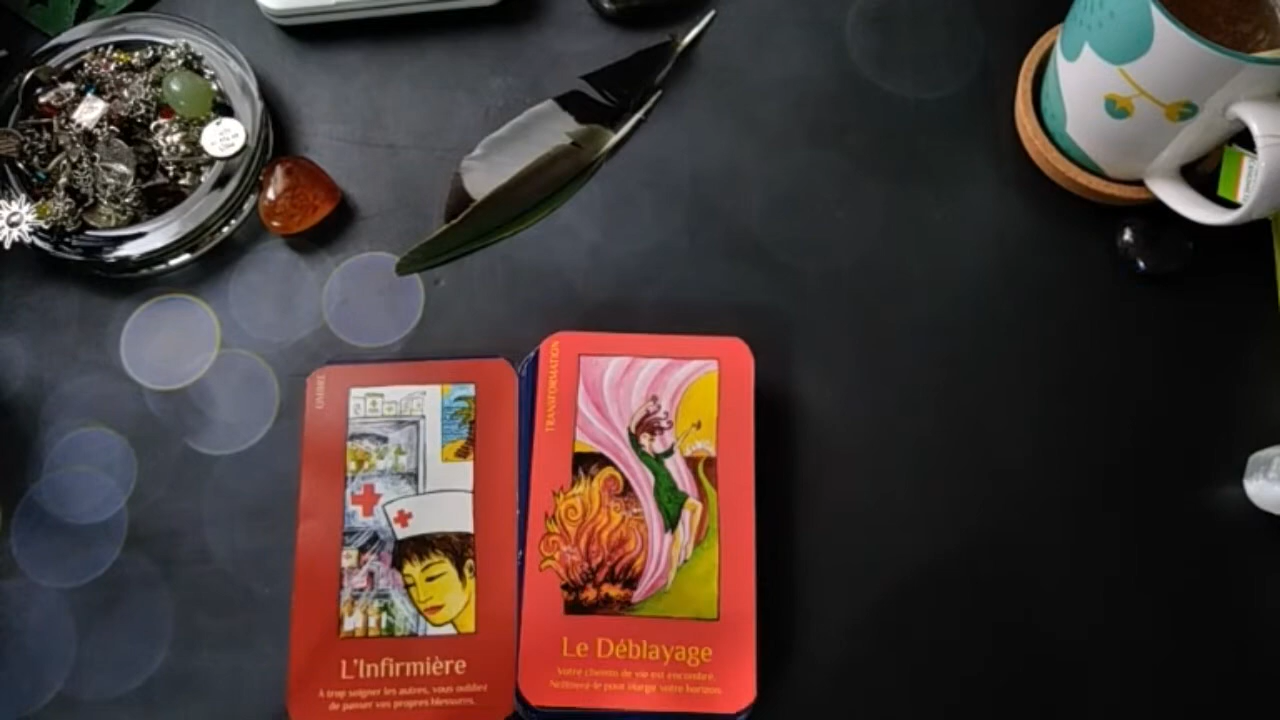 L'Infirmière
A trop soigner les autres, vous oubliez
de panser vos propres blessures.
TRANSFORMATION
Le Déblayage
Votre chemin de vie est encombré.
Nettoyez-le pour élargir votre horizon.